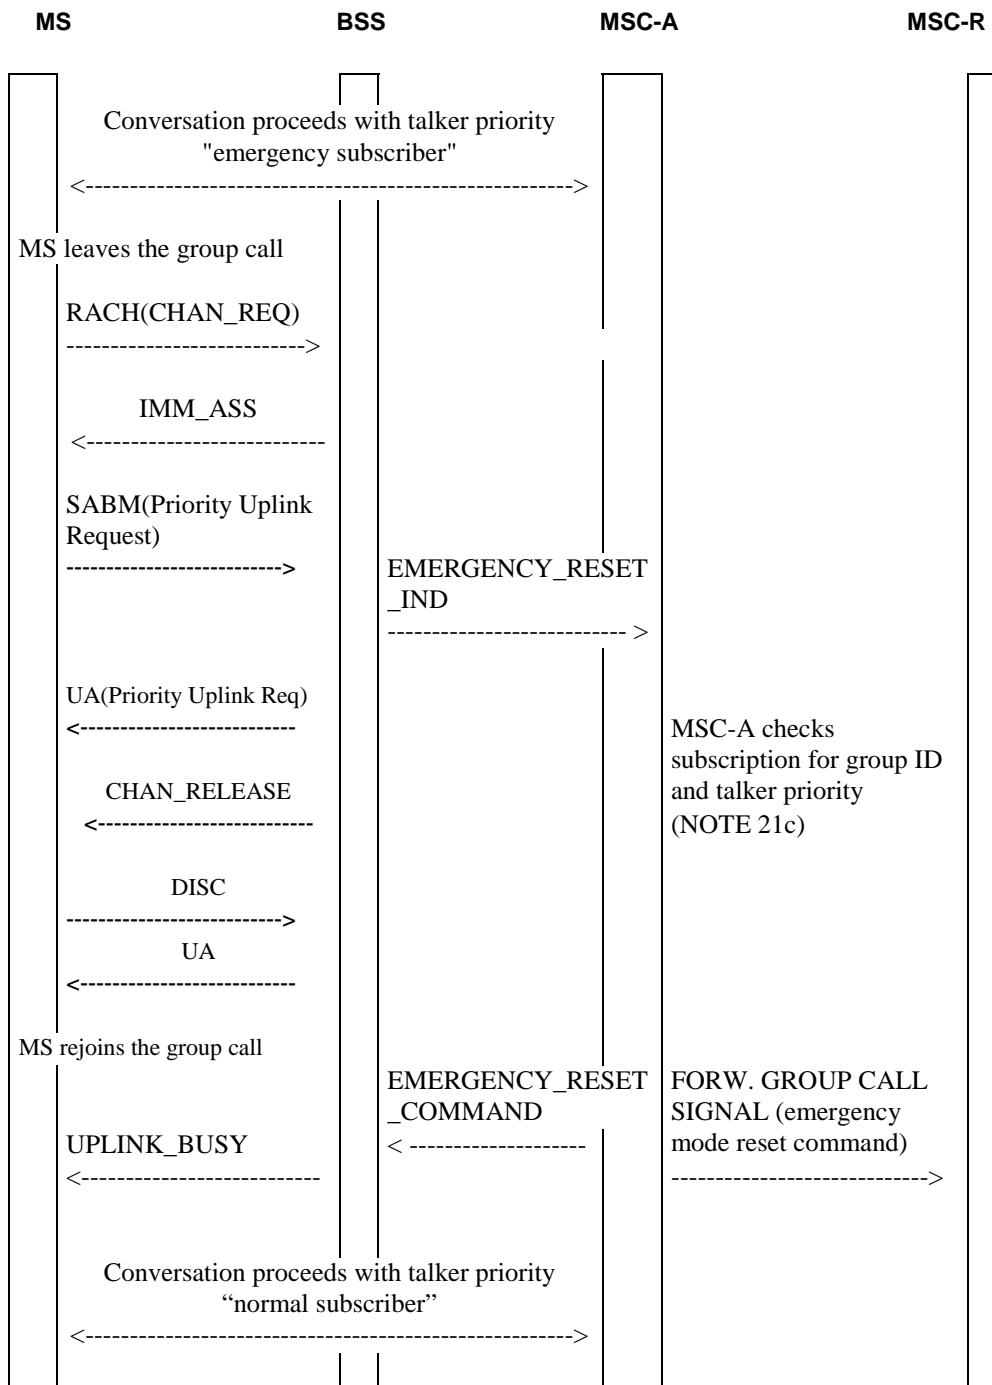 MS BSS MSC-A MSC-R
Conversation proceeds with talker priority
"emergency subscriber"
<------------------------------------------------------->
MS leaves the group call
RACH(CHAN_REQ)
--------------------------->
IMM_ASS
<---------------------------
SABM(Priority Uplink
Request)
--------------------------->
EMERGENCY_RESET
_IND
--------------------------- >
UA(Priority Uplink Req)
<---------------------------
MSC-A checks
subscription for group ID
and talker priority
(NOTE 21c)
CHAN_RELEASE
<---------------------------
DISC
--------------------------->
UA
<---------------------------
MS rejoins the group call
EMERGENCY_RESET
_COMMAND
< --------------------
FORW. GROUP CALL
SIGNAL (emergency
mode reset command)
----------------------------->
UPLINK_BUSY
<---------------------------
Conversation proceeds with talker priority
“normal subscriber”
<------------------------------------------------------->